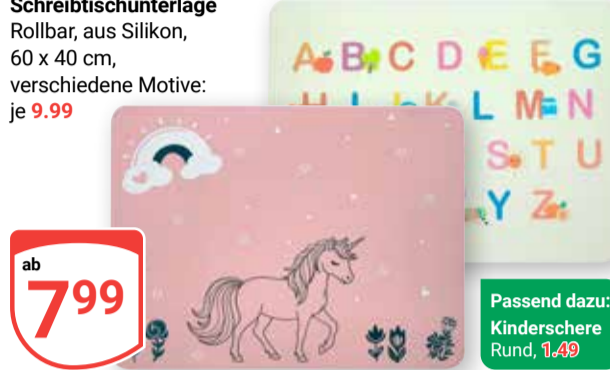 Schreibtischunterlage
Rollbar, aus Silikon,
60 x 40 cm,
verschiedene Motive:
je 9.99
A B C D E F G
H I J K L M N
S T U
Y Z
ab
7.99
Passend dazu:
Kinderschere
Rund, 1.49